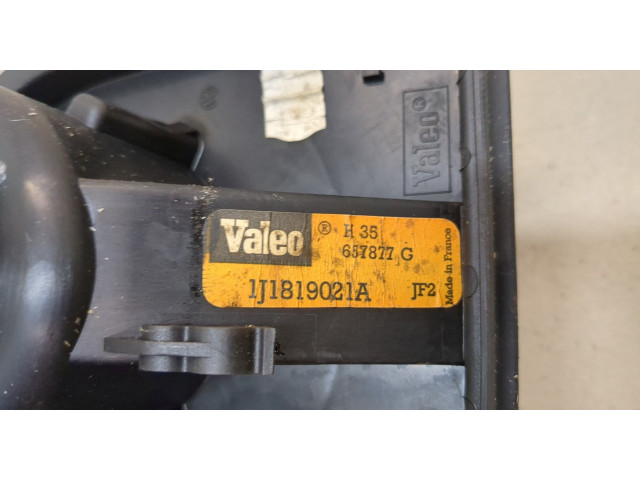 Valeo®
Valeo ® H 35
657877 G
1J1819021A JF2
Made in France